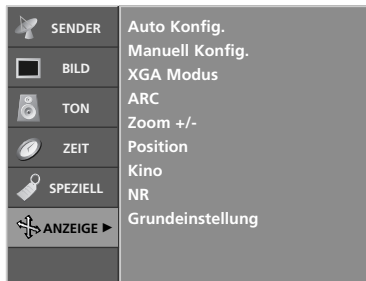 SENDER
BILD
TON
ZEIT
SPEZIELL
ANZEIGE ►
Auto Konfig.
Manuell Konfig.
XGA Modus
ARC
Zoom +/-
Position
Kino
NR
Grundeinstellung